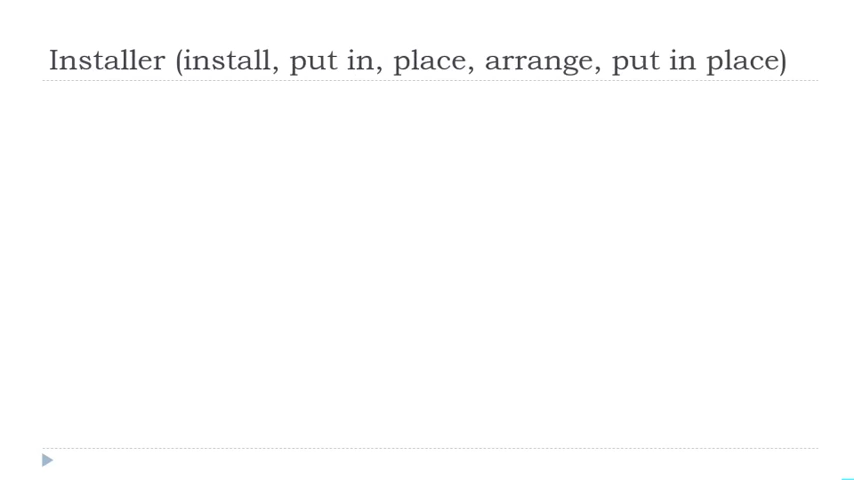 Installer (install, put in, place, arrange, put in place)